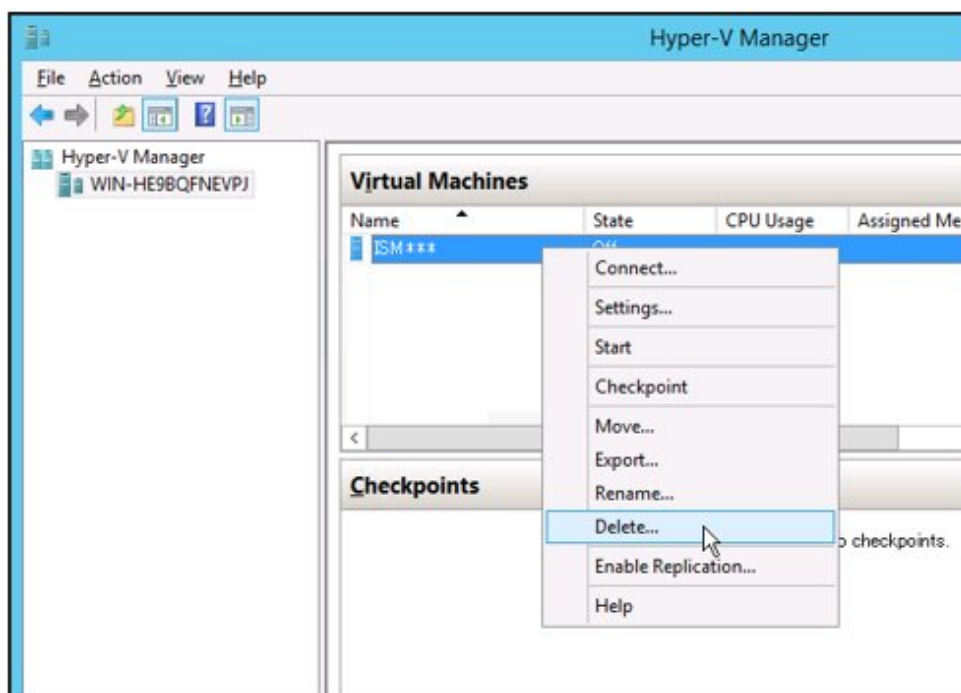 Hyper-V Manager
File Action View Help
Hyper-V Manager
WIN-HE9BQFNEVPJ
Virtual Machines
Name State CPU Usage Assigned Me
ISM*** Off
Connect...
Settings...
Start
Checkpoint
Move...
Export...
Rename...
Delete...
Enable Replication...
Help
Checkpoints
o checkpoints.